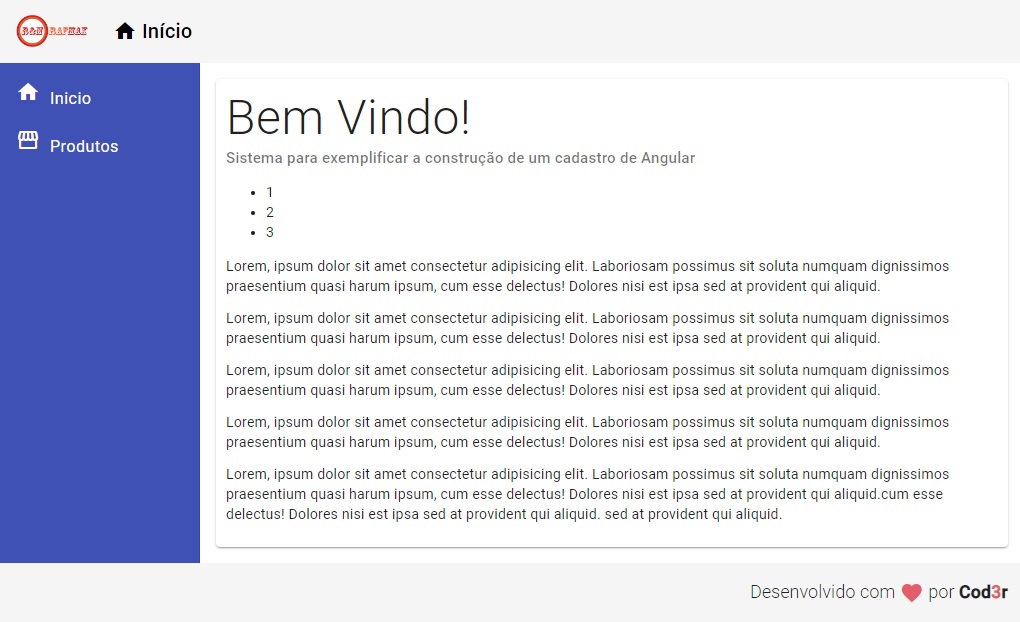 R&M RAFMAX
Início
Inicio
Produtos
Bem Vindo!
Sistema para exemplificar a construção de um cadastro de Angular
1
2
3
Lorem, ipsum dolor sit amet consectetur adipisicing elit. Laboriosam possimus sit soluta numquam dignissimos
praesentium quasi harum ipsum, cum esse delectus! Dolores nisi est ipsa sed at provident qui aliquid.
Lorem, ipsum dolor sit amet consectetur adipisicing elit. Laboriosam possimus sit soluta numquam dignissimos
praesentium quasi harum ipsum, cum esse delectus! Dolores nisi est ipsa sed at provident qui aliquid.
Lorem, ipsum dolor sit amet consectetur adipisicing elit. Laboriosam possimus sit soluta numquam dignissimos
praesentium quasi harum ipsum, cum esse delectus! Dolores nisi est ipsa sed at provident qui aliquid.
Lorem, ipsum dolor sit amet consectetur adipisicing elit. Laboriosam possimus sit soluta numquam dignissimos
praesentium quasi harum ipsum, cum esse delectus! Dolores nisi est ipsa sed at provident qui aliquid.
Lorem, ipsum dolor sit amet consectetur adipisicing elit. Laboriosam possimus sit soluta numquam dignissimos
praesentium quasi harum ipsum, cum esse delectus! Dolores nisi est ipsa sed at provident qui aliquid.cum esse
delectus! Dolores nisi est ipsa sed at provident qui aliquid. sed at provident qui aliquid.
Desenvolvido com por Cod3r